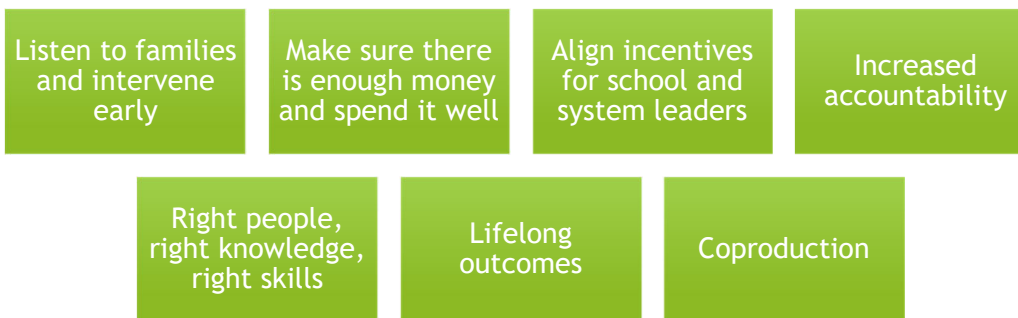 Listen to families
and intervene
early
Make sure there
is enough money
and spend it well
Align incentives
for school and
system leaders
Increased
accountability
Right people,
right knowledge,
right skills
Lifelong
outcomes
Coproduction